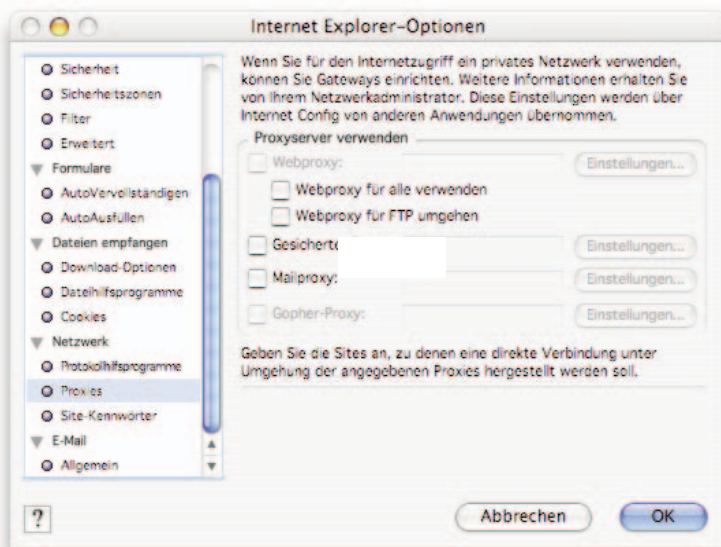 Internet Explorer-Optionen
Sicherheit
Sicherheitszonen
Filter
Erweitert
Formulare
AutoVervollständigen
AutoAusfüllen
Dateien empfangen
Download-Optionen
Dateihilfsprogramme
Cookies
Netzwerk
Protokollhilfsprogramme
Proxies
Site-Kennwörter
E-Mail
Allgemein
Wenn Sie für den Internetzugriff ein privates Netzwerk verwenden,
können Sie Gateways einrichten. Weitere Informationen erhalten Sie
von Ihrem Netzwerkadministrator. Diese Einstellungen werden über
Internet Config von anderen Anwendungen übernommen.
Proxyserver verwenden
Webproxy: Einstellungen...
Webproxy für alle verwenden
Webproxy für FTP umgehen
Gesicherte Einstellungen...
Mailproxy: Einstellungen...
Gopher-Proxy: Einstellungen...
Geben Sie die Sites an, zu denen eine direkte Verbindung unter
Umgehung der angegebenen Proxies hergestellt werden soll.
? Abbrechen OK